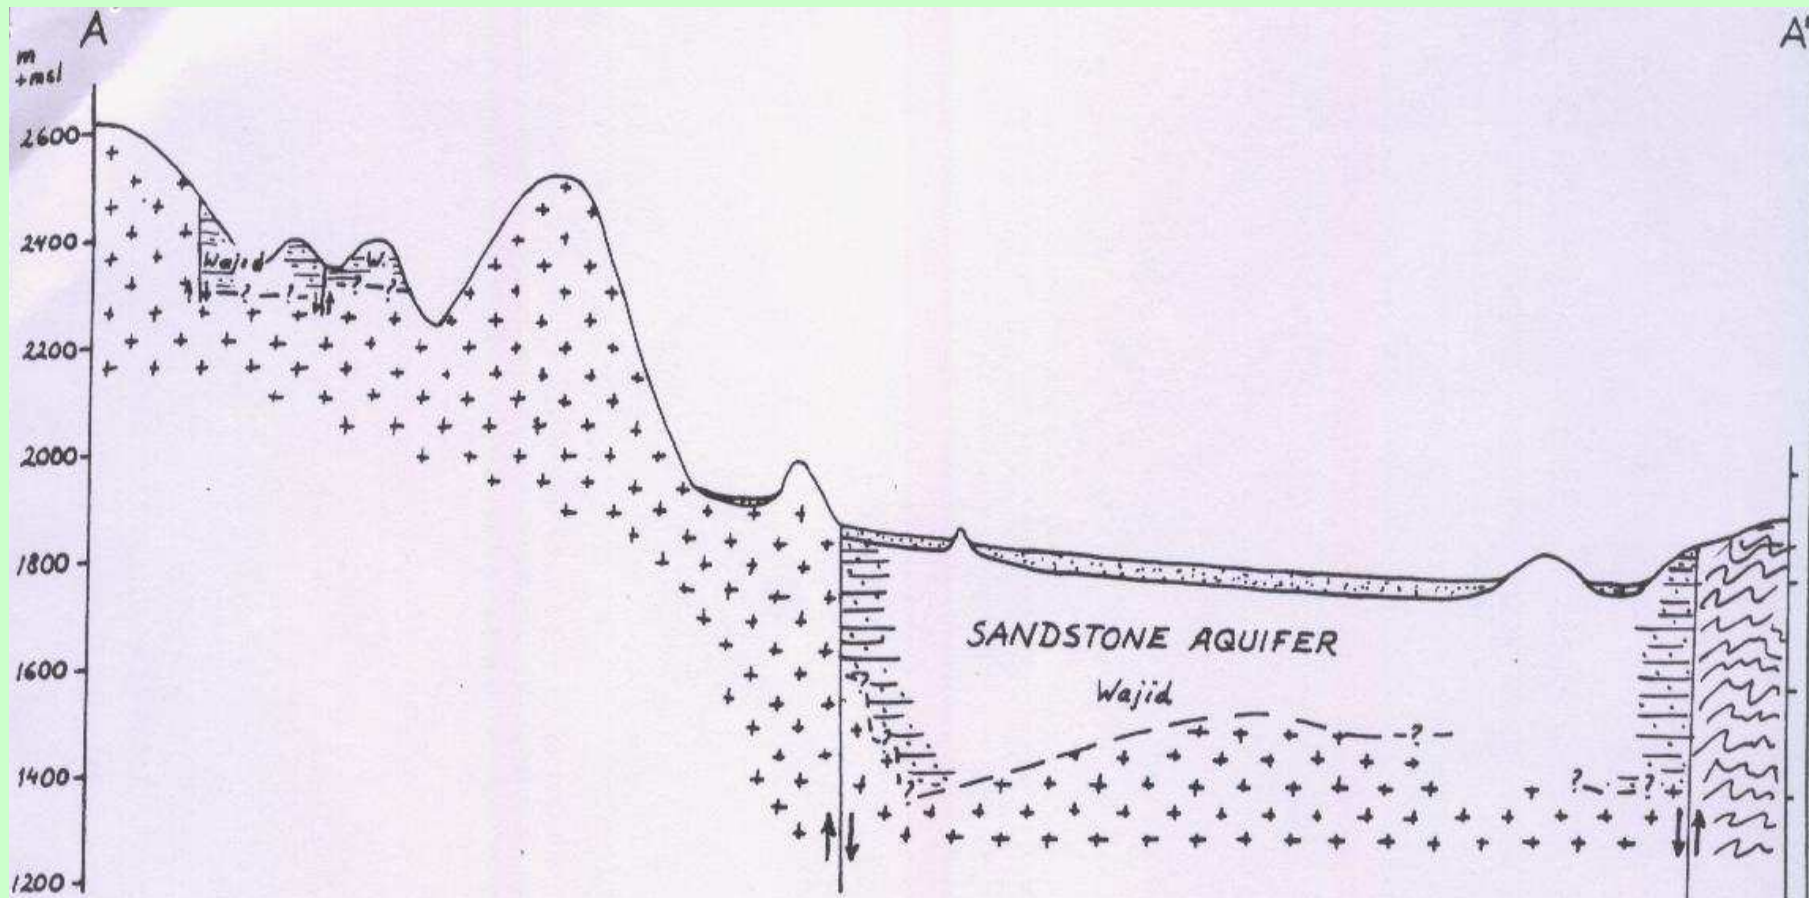 A
A'
m
+msl
2600
2400
2200
2000
1800
1600
1400
1200
Wajid
W.
? ? ? ?
SANDSTONE AQUIFER
Wajid
?
?
?
? ?